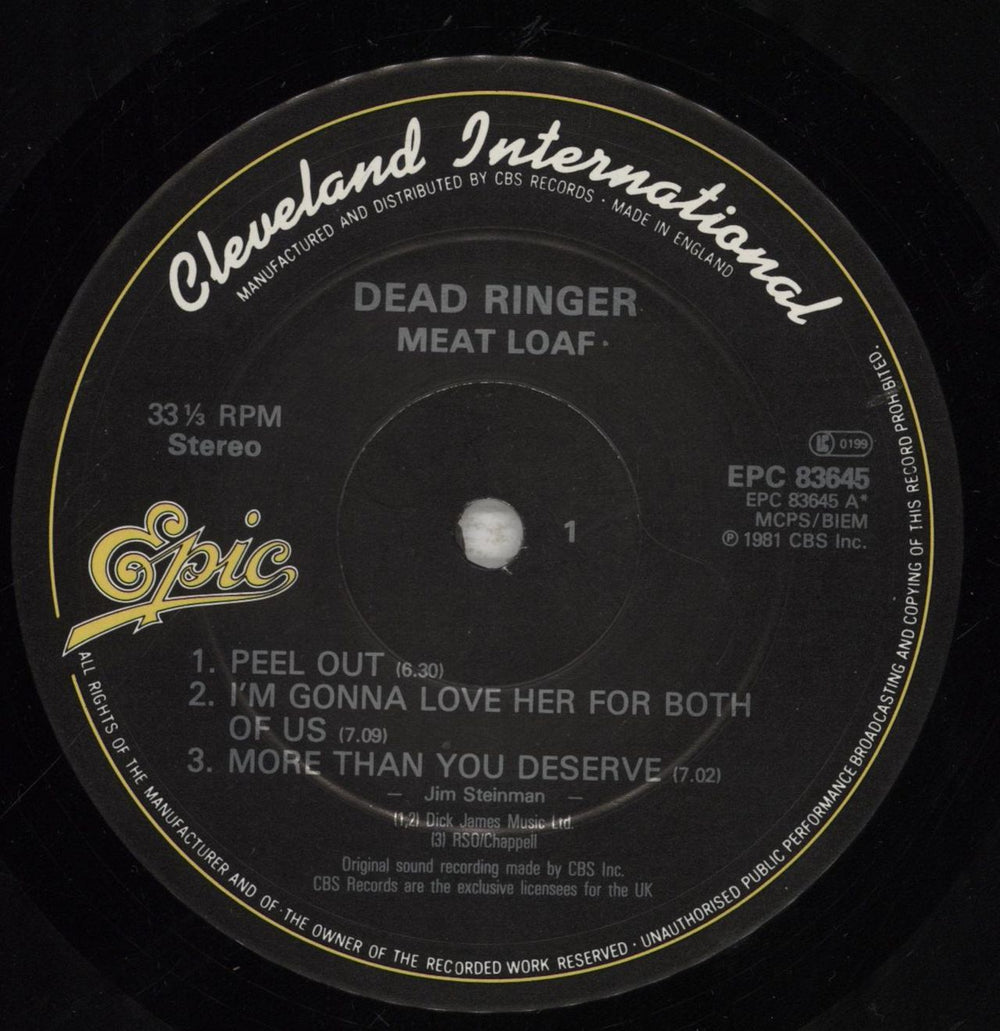 Cleveland International
MANUFACTURED AND DISTRIBUTED BY CBS RECORDS · MADE IN ENGLAND
DEAD RINGER
MEAT LOAF
33⅓ RPM
Stereo
0199
EPC 83645
EPC 83645 A*
MCPS/BIEM
℗ 1981 CBS Inc.
1
Epic
1. PEEL OUT (6.30)
2. I'M GONNA LOVE HER FOR BOTH
OF US (7.09)
3. MORE THAN YOU DESERVE (7.02)
— Jim Steinman —
(1,2) Dick James Music Ltd.
(3) RSO/Chappell
Original sound recording made by CBS Inc.
CBS Records are the exclusive licensees for the UK
ALL RIGHTS OF THE MANUFACTURER AND OF THE OWNER OF THE RECORDED WORK RESERVED · UNAUTHORISED PUBLIC PERFORMANCE BROADCASTING AND COPYING OF THIS RECORD PROHIBITED.